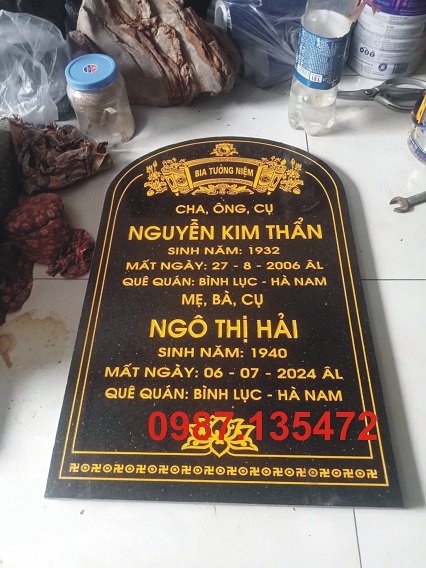 BIA TƯỞNG NIỆM
CHA, ÔNG, CỤ
NGUYỄN KIM THẨN
SINH NĂM: 1932
MẤT NGÀY: 27 - 8 - 2006 ÂL
QUÊ QUÁN: BÌNH LỤC - HÀ NAM
MẸ, BÀ, CỤ
NGÔ THỊ HẢI
SINH NĂM: 1940
MẤT NGÀY: 06 - 07 - 2024 ÂL
QUÊ QUÁN: BÌNH LỤC - HÀ NAM
0987 135472